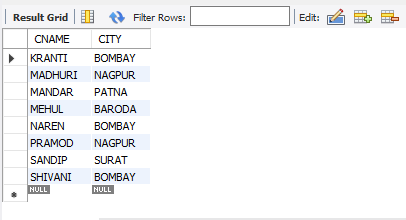 Result Grid Filter Rows: Edit:
CNAME CITY
KRANTI BOMBAY
MADHURI NAGPUR
MANDAR PATNA
MEHUL BARODA
NAREN BOMBAY
PRAMOD NAGPUR
SANDIP SURAT
SHIVANI BOMBAY
NULL NULL